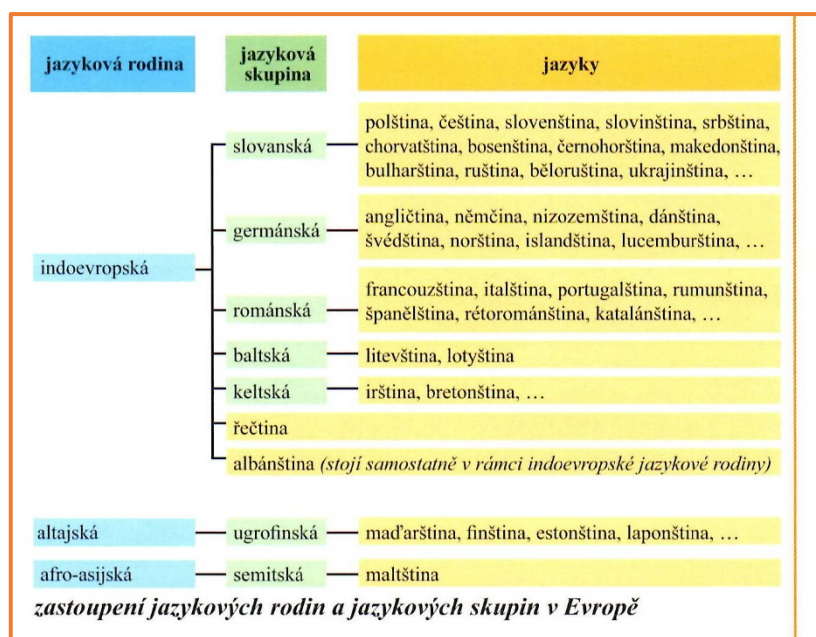 jazyková rodina
jazyková
skupina
jazyky
indoevropská
slovanská
polština, čeština, slovenština, slovinština, srbština,
chorvatština, bosenština, černohorština, makedonština,
bulharština, ruština, běloruština, ukrajinština, …
germánská
angličtina, němčina, nizozemština, dánština,
švédština, norština, islandština, lucemburština, …
románská
francouzština, italština, portugalština, rumunština,
španělština, rétorománština, katalánština, …
baltská
litevština, lotyština
keltská
irština, bretonština, …
řečtina
albánština (stojí samostatně v rámci indoevropské jazykové rodiny)
altajská
ugrofinská
maďarština, finština, estonština, laponština, …
afro-asijská
semitská
maltština
zastoupení jazykových rodin a jazykových skupin v Evropě